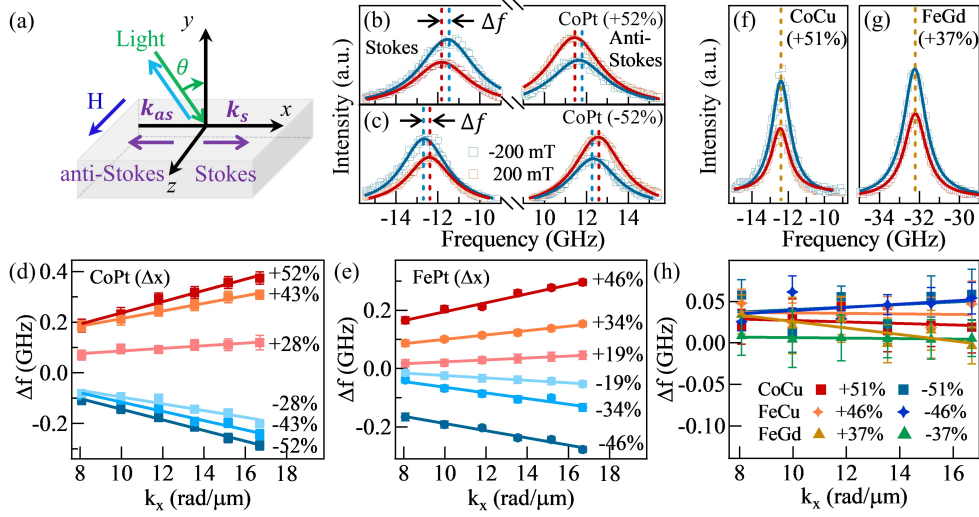 (a)
Light
θ
y
H
k_as
k_s
x
anti-Stokes
z
Stokes
(b)
Δf
CoPt (+52%)
Stokes
Anti-
Stokes
(c)
Δf
CoPt (-52%)
-200 mT
200 mT
Intensity (a.u.)
-14 -12 -10 10 12 14
Frequency (GHz)
(f)
CoCu
(+51%)
(g)
FeGd
(+37%)
Intensity (a.u.)
-14 -12 -10
-34 -32 -30
Frequency (GHz)
(d)
CoPt (Δx)
+52%
+43%
+28%
-28%
-43%
-52%
Δf (GHz)
0.4
0.2
0.0
-0.2
8 10 12 14 16 18
k_x (rad/μm)
(e)
FePt (Δx)
+46%
+34%
+19%
-19%
-34%
-46%
Δf (GHz)
0.2
0.0
-0.2
8 10 12 14 16 18
k_x (rad/μm)
(h)
Δf (GHz)
0.05
0.00
-0.05
-0.10
CoCu +51% -51%
FeCu +46% -46%
FeGd +37% -37%
8 10 12 14 16
k_x (rad/μm)